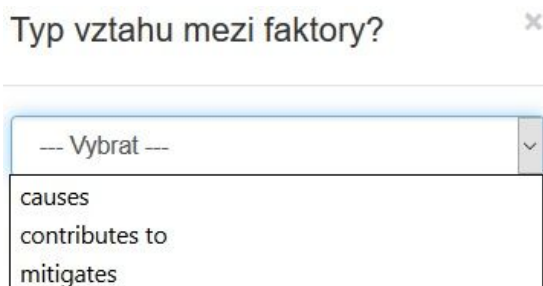 Typ vztahu mezi faktory?
×
--- Vybrat ---
causes
contributes to
mitigates